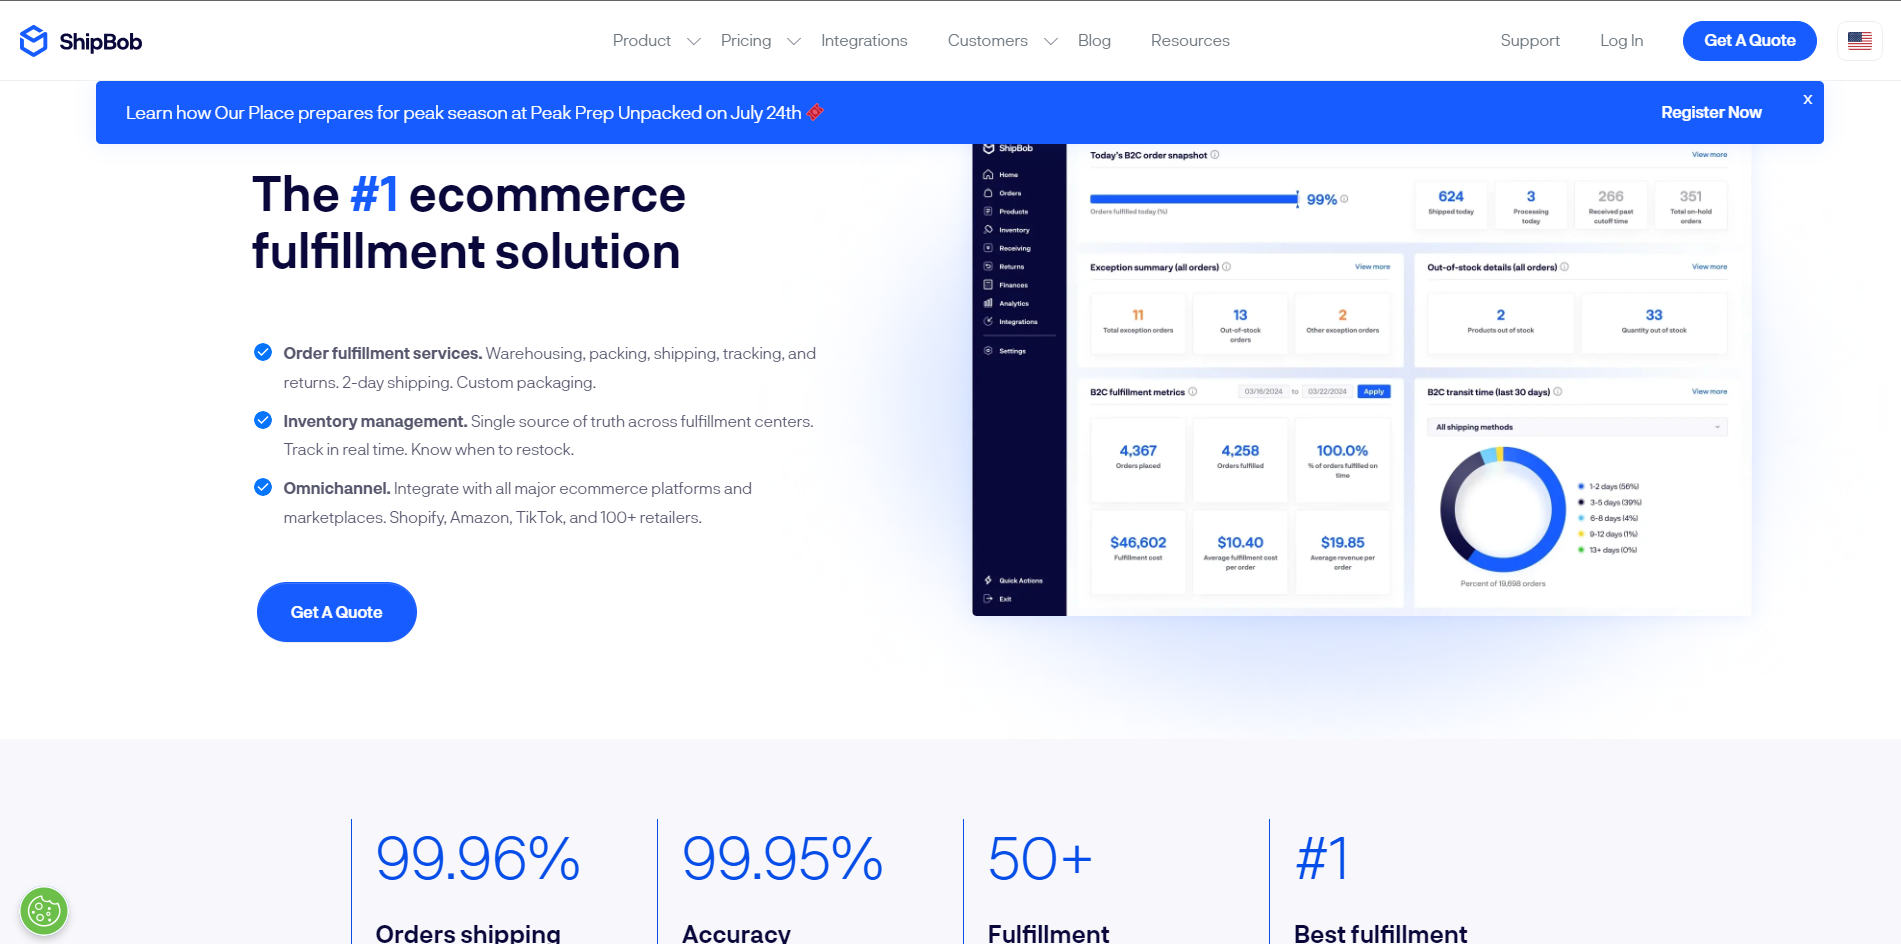 ShipBob
Product
Pricing
Integrations
Customers
Blog
Resources
Support
Log In
Get A Quote
Learn how Our Place prepares for peak season at Peak Prep Unpacked on July 24th
Register Now
X
The #1 ecommerce
fulfillment solution
Order fulfillment services. Warehousing, packing, shipping, tracking, and
returns. 2-day shipping. Custom packaging.
Inventory management. Single source of truth across fulfillment centers.
Track in real time. Know when to restock.
Omnichannel. Integrate with all major ecommerce platforms and
marketplaces. Shopify, Amazon, TikTok, and 100+ retailers.
Get A Quote
ShipBob
Home
Orders
Products
Inventory
Receiving
Returns
Finances
Analytics
Integrations
Settings
Quick Actions
Exit
Today's B2C order snapshot
View more
99%
Orders fulfilled today (%)
624
Shipped today
3
Processing
today
266
Received past
cutoff time
351
Total on-hold
orders
Exception summary (all orders)
View more
11
Total exception orders
13
Out-of-stock
orders
2
Other exception orders
Out-of-stock details (all orders)
View more
2
Products out of stock
33
Quantity out of stock
B2C fulfillment metrics
03/16/2024 to 03/22/2024 Apply
4,367
Orders placed
4,258
Orders fulfilled
100.0%
% of orders fulfilled on
time
$46,602
Fulfillment cost
$10.40
Average fulfillment cost
per order
$19.85
Average revenue per
order
B2C transit time (last 30 days)
View more
All shipping methods
1-2 days (56%)
3-5 days (39%)
6-8 days (4%)
9-12 days (1%)
13+ days (0%)
Percent of 19,698 orders
99.96%
Orders shipping
99.95%
Accuracy
50+
Fulfillment
#1
Best fulfillment